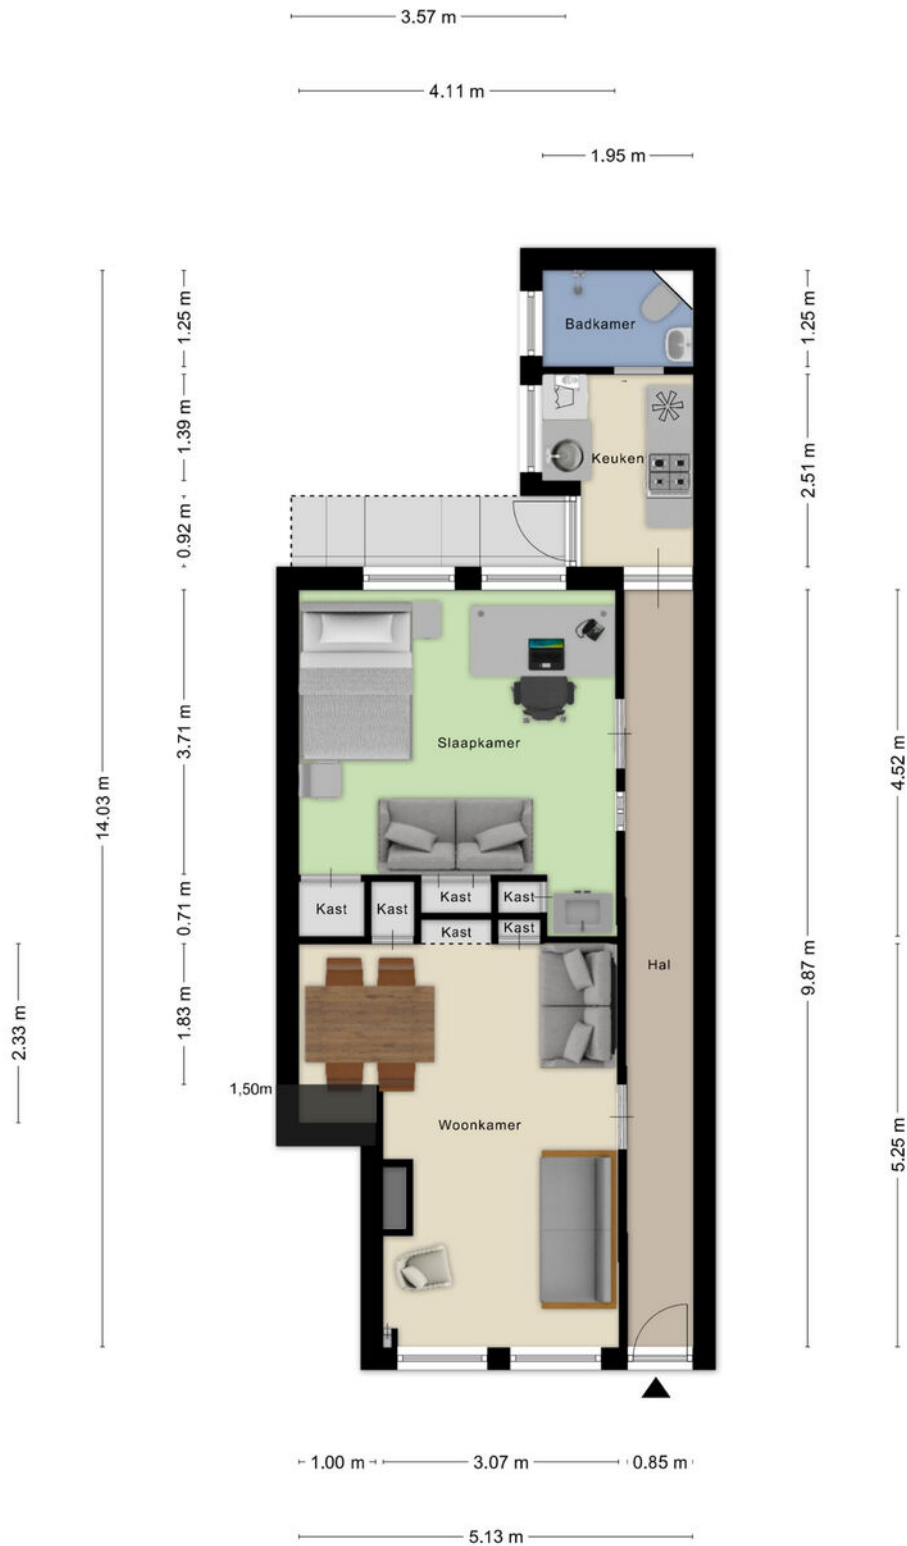 3.57 m
4.11 m
1.95 m
1.25 m
1.39 m
0.92 m
3.71 m
0.71 m
1.83 m
14.03 m
2.33 m
1.25 m
2.51 m
9.87 m
4.52 m
5.25 m
Badkamer
Keuken
Slaapkamer
Kast
Kast
Kast
Kast
Kast
Kast
Hal
1,50m
Woonkamer
1.00 m
3.07 m
0.85 m
5.13 m